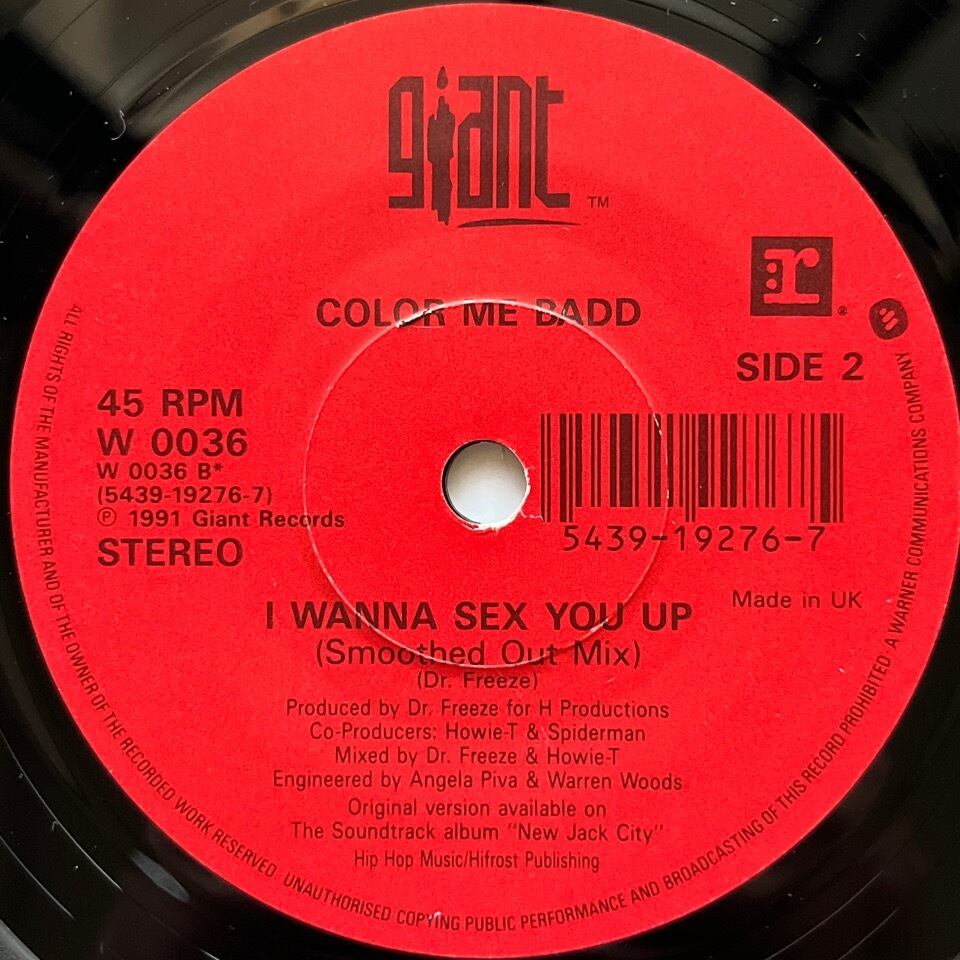 giant ™
COLOR ME BADD
r ®
SIDE 2
45 RPM
W 0036
W 0036 B*
(5439-19276-7)
℗ 1991 Giant Records
STEREO
5439-19276-7
Made in UK
I WANNA SEX YOU UP
(Smoothed Out Mix)
(Dr. Freeze)
Produced by Dr. Freeze for H Productions
Co-Producers: Howie-T & Spiderman
Mixed by Dr. Freeze & Howie-T
Engineered by Angela Piva & Warren Woods
Original version available on
The Soundtrack album "New Jack City"
Hip Hop Music/Hifrost Publishing
ALL RIGHTS OF THE MANUFACTURER AND OF THE OWNER OF THE RECORDED WORK RESERVED · UNAUTHORISED COPYING PUBLIC PERFORMANCE AND BROADCASTING OF THIS RECORD PROHIBITED · A WARNER COMMUNICATIONS COMPANY